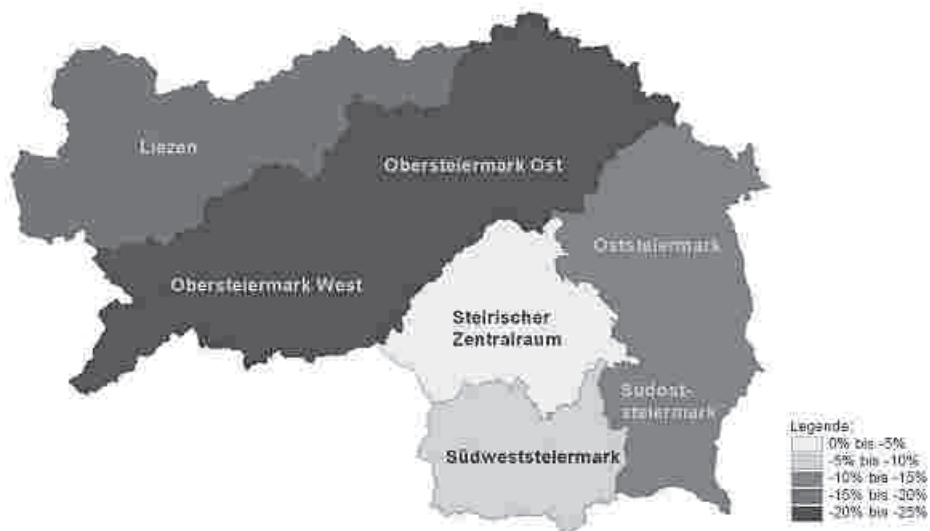 Liezen
Obersteiermark Ost
Oststeiermark
Obersteiermark West
Steirischer
Zentralraum
Südost-
steiermark
Südweststeiermark
Legende:
0% bis -5%
-5% bis -10%
-10% bis -15%
-15% bis -20%
-20% bis -25%